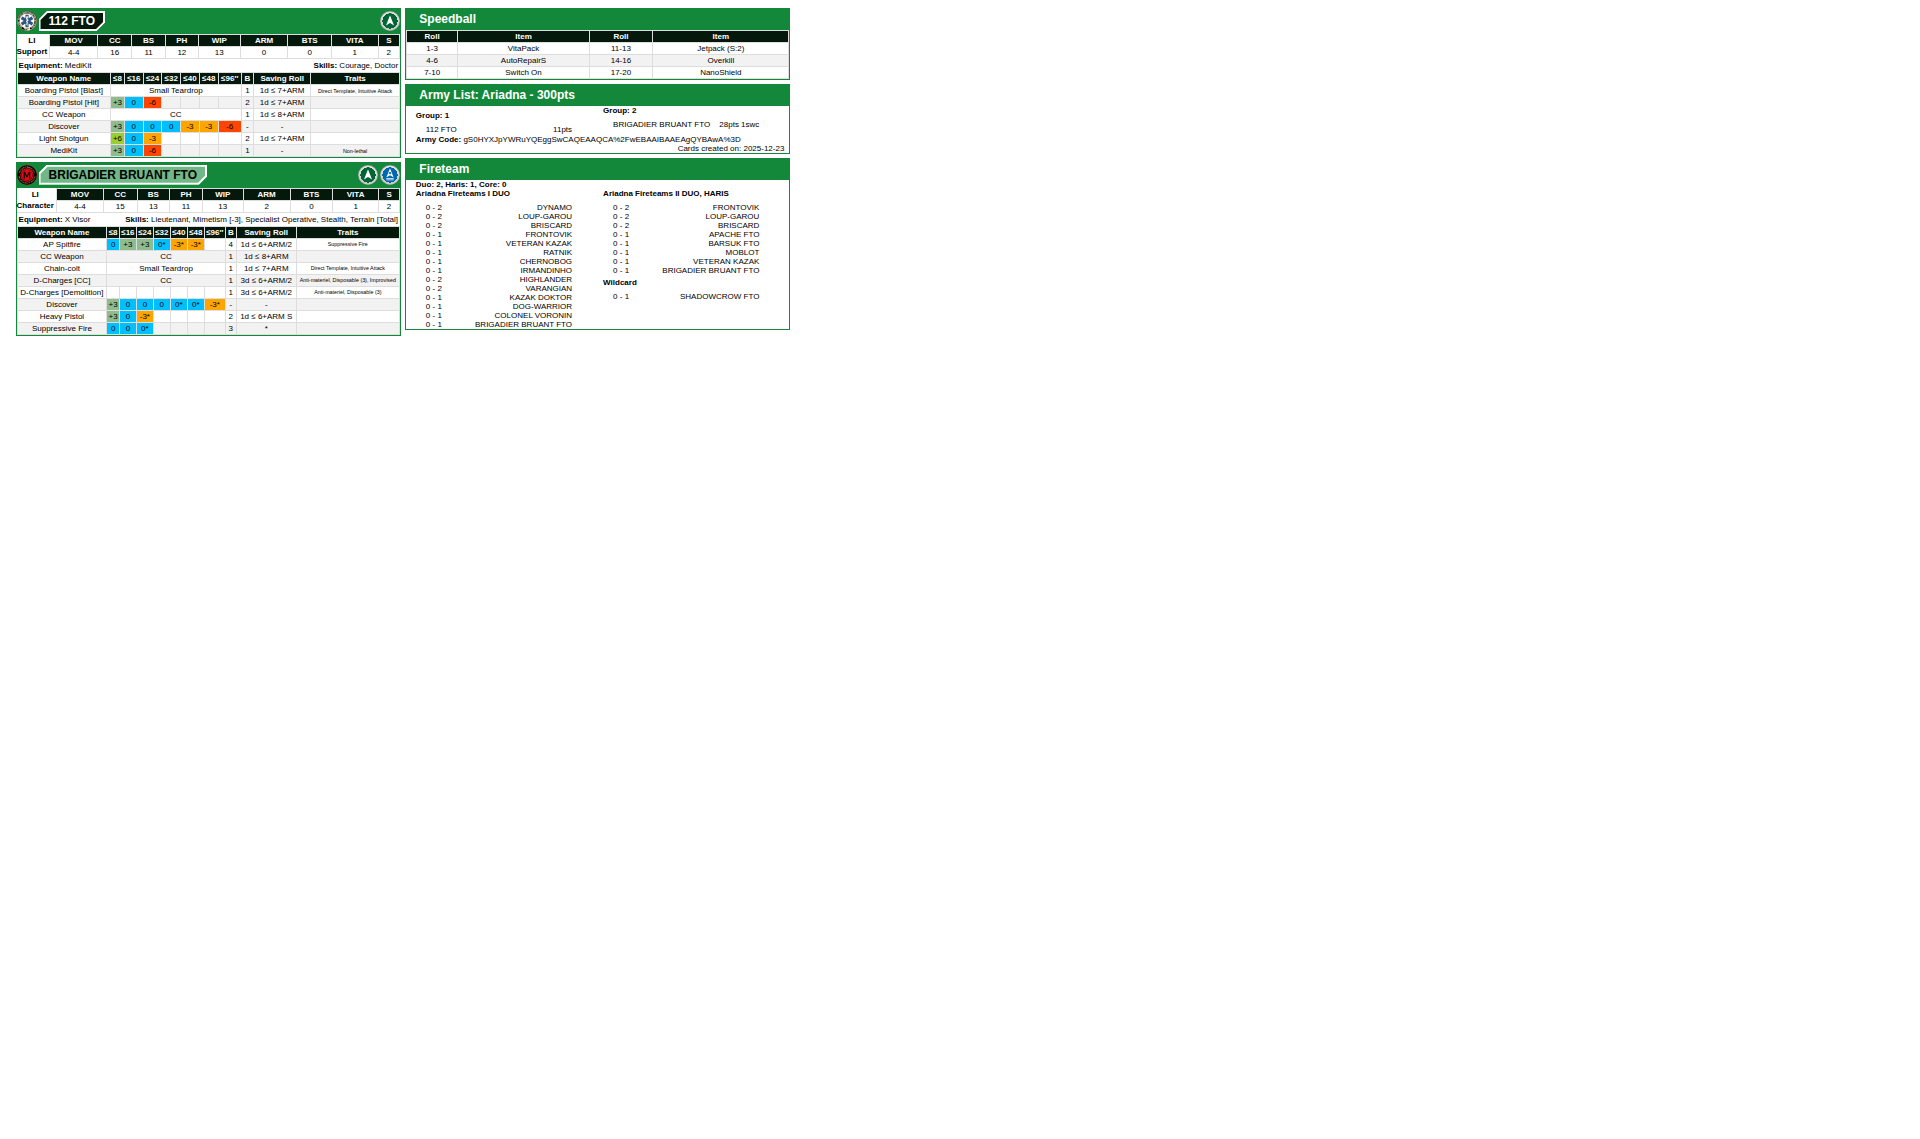 112 FTO
LI MOV CC BS PH WIP ARM BTS VITA S
Support 4-4 16 11 12 13 0 0 1 2
Equipment: MediKit Skills: Courage, Doctor
Weapon Name ≤8 ≤16 ≤24 ≤32 ≤40 ≤48 ≤96" B Saving Roll Traits
Boarding Pistol [Blast] Small Teardrop 1 1d ≤ 7+ARM Direct Template, Intuitive Attack
Boarding Pistol [Hit] +3 0 -6 2 1d ≤ 7+ARM
CC Weapon CC 1 1d ≤ 8+ARM
Discover +3 0 0 0 -3 -3 -6 - -
Light Shotgun +6 0 -3 2 1d ≤ 7+ARM
MediKit +3 0 -6 1 - Non-lethal
BRIGADIER BRUANT FTO
LI MOV CC BS PH WIP ARM BTS VITA S
Character 4-4 15 13 11 13 2 0 1 2
Equipment: X Visor Skills: Lieutenant, Mimetism [-3], Specialist Operative, Stealth, Terrain [Total]
Weapon Name ≤8 ≤16 ≤24 ≤32 ≤40 ≤48 ≤96" B Saving Roll Traits
AP Spitfire 0 +3 +3 0* -3* -3* 4 1d ≤ 6+ARM/2 Suppressive Fire
CC Weapon CC 1 1d ≤ 8+ARM
Chain-colt Small Teardrop 1 1d ≤ 7+ARM Direct Template, Intuitive Attack
D-Charges [CC] CC 1 3d ≤ 6+ARM/2 Anti-materiel, Disposable (3), Improvised
D-Charges [Demolition] 1 3d ≤ 6+ARM/2 Anti-materiel, Disposable (3)
Discover +3 0 0 0 0* 0* -3* - -
Heavy Pistol +3 0 -3* 2 1d ≤ 6+ARM S
Suppressive Fire 0 0 0* 3 *
Speedball
Roll Item Roll Item
1-3 VitaPack 11-13 Jetpack (S:2)
4-6 AutoRepairS 14-16 Overkill
7-10 Switch On 17-20 NanoShield
Army List: Ariadna - 300pts
Group: 1
112 FTO 11pts
Group: 2
BRIGADIER BRUANT FTO 28pts 1swc
Army Code: gS0HYXJpYWRuYQEggSwCAQEAAQCA%2FwEBAAIBAAEAgQYBAwA%3D
Cards created on: 2025-12-23
Fireteam
Duo: 2, Haris: 1, Core: 0
Ariadna Fireteams I DUO
0 - 2 DYNAMO
0 - 2 LOUP-GAROU
0 - 2 BRISCARD
0 - 1 FRONTOVIK
0 - 1 VETERAN KAZAK
0 - 1 RATNIK
0 - 1 CHERNOBOG
0 - 1 IRMANDINHO
0 - 2 HIGHLANDER
0 - 2 VARANGIAN
0 - 1 KAZAK DOKTOR
0 - 1 DOG-WARRIOR
0 - 1 COLONEL VORONIN
0 - 1 BRIGADIER BRUANT FTO
Ariadna Fireteams II DUO, HARIS
0 - 2 FRONTOVIK
0 - 2 LOUP-GAROU
0 - 2 BRISCARD
0 - 1 APACHE FTO
0 - 1 BARSUK FTO
0 - 1 MOBLOT
0 - 1 VETERAN KAZAK
0 - 1 BRIGADIER BRUANT FTO
Wildcard
0 - 1 SHADOWCROW FTO